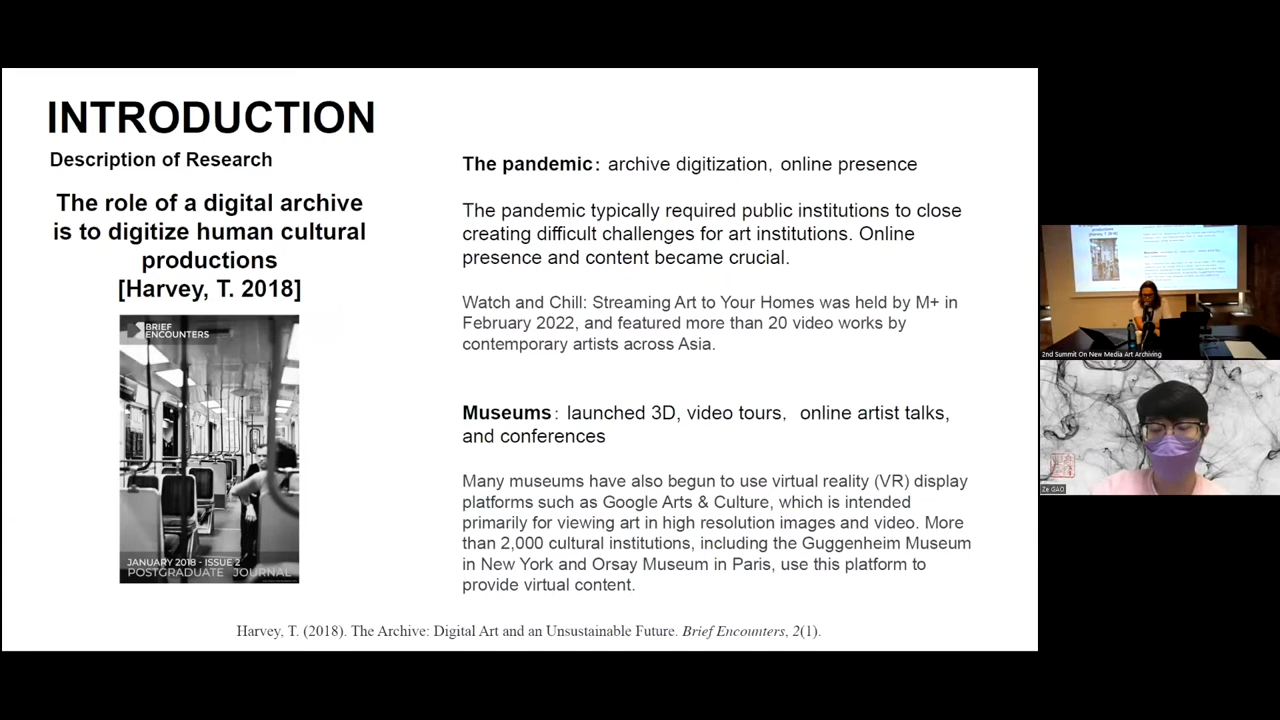 INTRODUCTION
Description of Research
The role of a digital archive
is to digitize human cultural
productions
[Harvey, T. 2018]
BRIEF
ENCOUNTERS
JANUARY 2018 - ISSUE 2
POSTGRADUATE JOURNAL
The pandemic: archive digitization, online presence
The pandemic typically required public institutions to close
creating difficult challenges for art institutions. Online
presence and content became crucial.
Watch and Chill: Streaming Art to Your Homes was held by M+ in
February 2022, and featured more than 20 video works by
contemporary artists across Asia.
Museums: launched 3D, video tours, online artist talks,
and conferences
Many museums have also begun to use virtual reality (VR) display
platforms such as Google Arts & Culture, which is intended
primarily for viewing art in high resolution images and video. More
than 2,000 cultural institutions, including the Guggenheim Museum
in New York and Orsay Museum in Paris, use this platform to
provide virtual content.
Harvey, T. (2018). The Archive: Digital Art and an Unsustainable Future. Brief Encounters, 2(1).
2nd Summit On New Media Art Archiving
Ze GAO